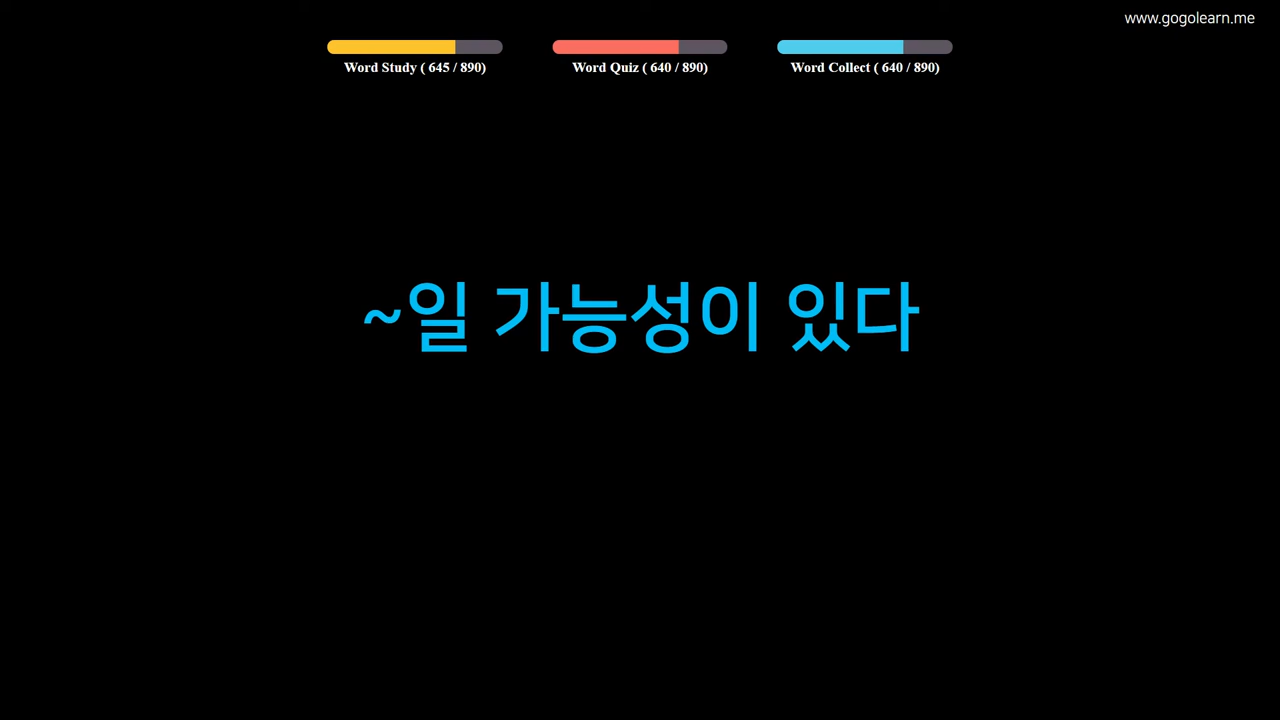 www.gogolearn.me
Word Study ( 645 / 890)
Word Quiz ( 640 / 890)
Word Collect ( 640 / 890)
~일 가능성이 있다